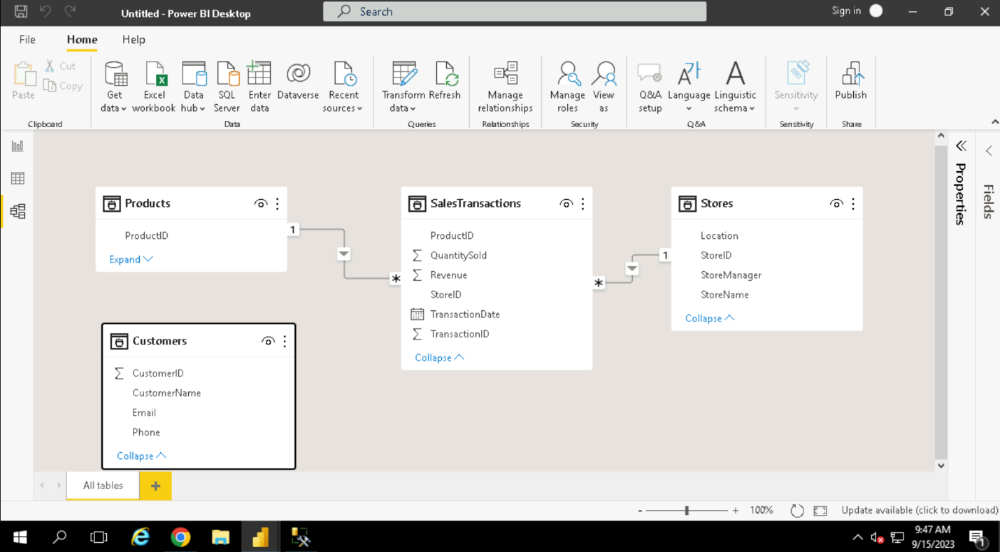 Untitled - Power BI Desktop
Search
Sign in
File
Home
Help
Paste
Cut
Copy
Clipboard
Get data
Excel workbook
Data hub
SQL Server
Enter data
Dataverse
Recent sources
Data
Transform data
Refresh
Queries
Manage relationships
Relationships
Manage roles
View as
Security
Q&A setup
Language
Linguistic schema
Q&A
Sensitivity
Sensitivity
Publish
Share
Products
ProductID
Expand
1
*
SalesTransactions
ProductID
QuantitySold
Revenue
StoreID
TransactionDate
TransactionID
Collapse
*
1
Stores
Location
StoreID
StoreManager
StoreName
Collapse
Customers
CustomerID
CustomerName
Email
Phone
Collapse
Properties
Fields
All tables
+
- + 100%
Update available (click to download)
9:47 AM
9/15/2023
1